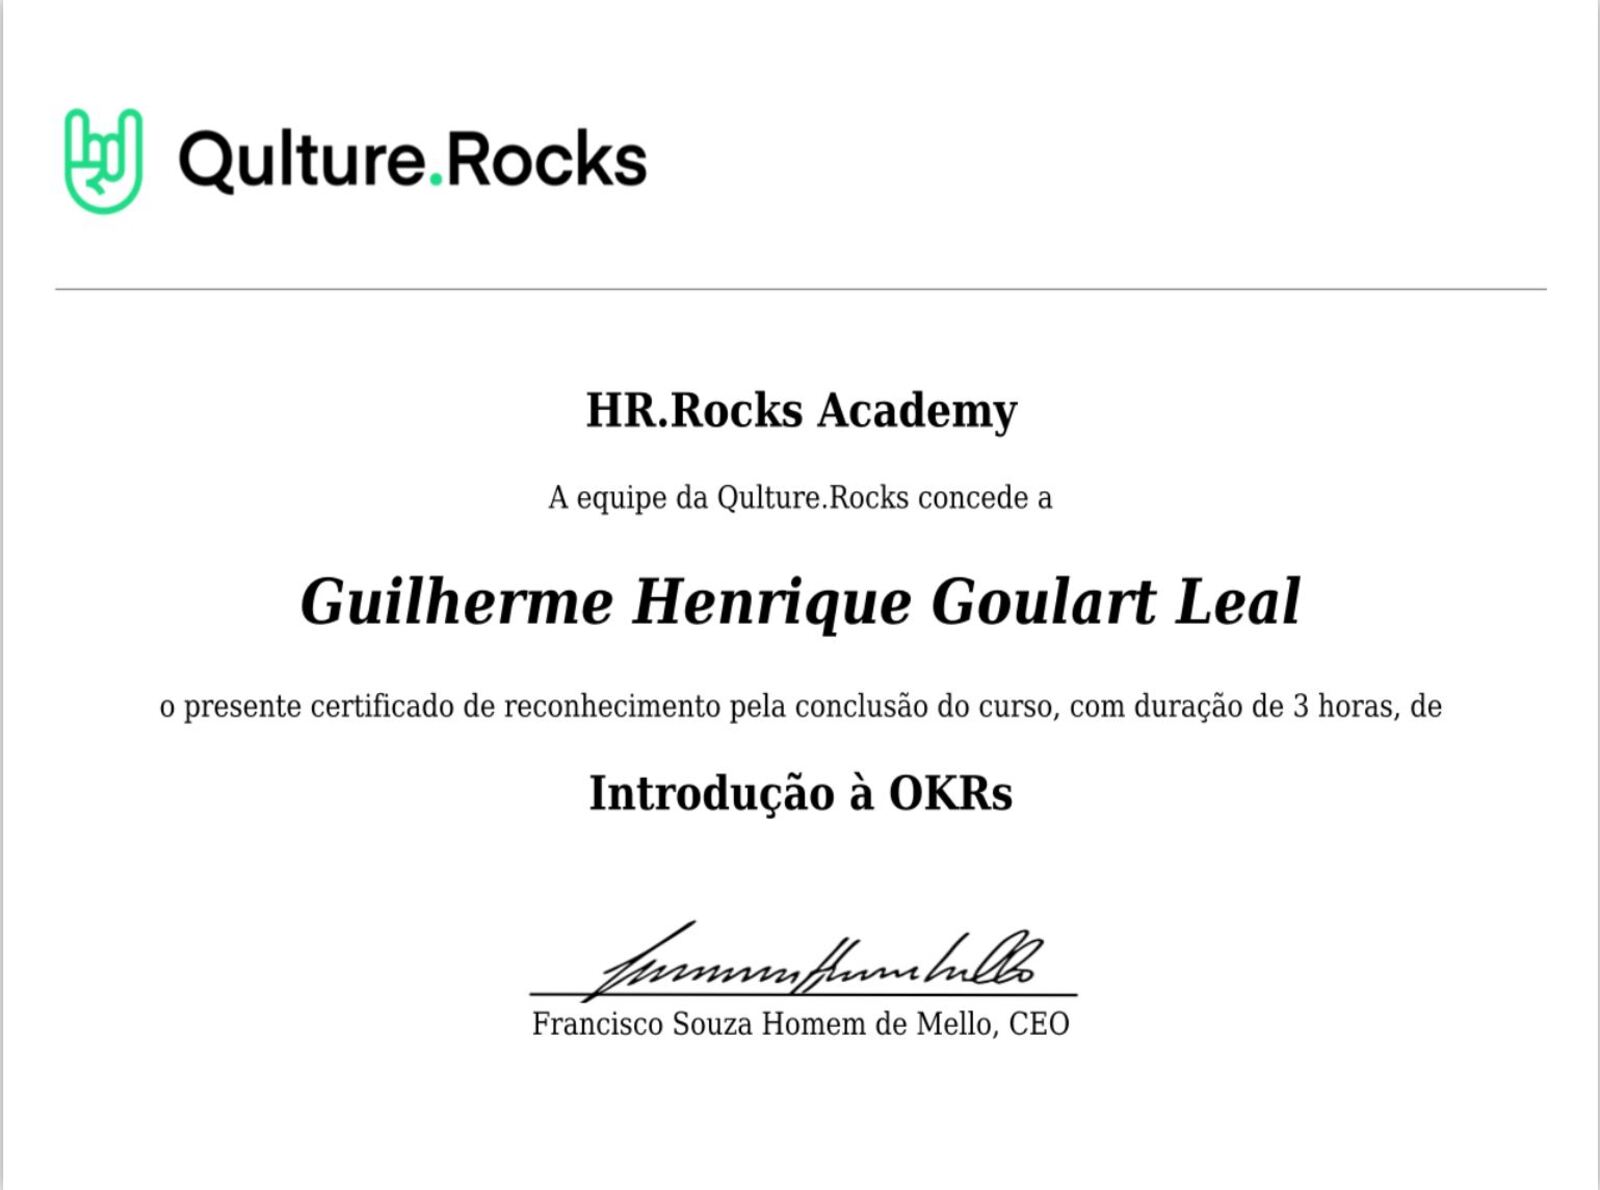 Qulture.Rocks
HR.Rocks Academy
A equipe da Qulture.Rocks concede a
Guilherme Henrique Goulart Leal
o presente certificado de reconhecimento pela conclusão do curso, com duração de 3 horas, de
Introdução à OKRs
Francisco Souza Homem de Mello, CEO